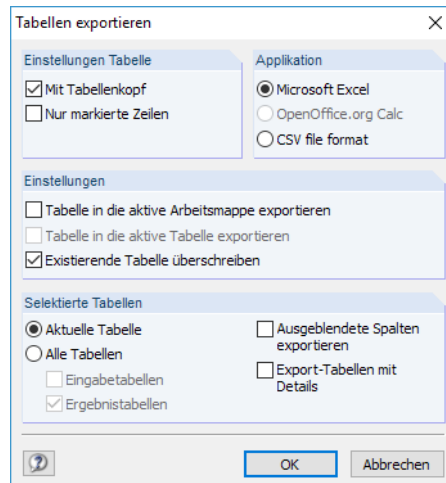 Tabellen exportieren
Einstellungen Tabelle
Mit Tabellenkopf
Nur markierte Zeilen
Applikation
Microsoft Excel
OpenOffice.org Calc
CSV file format
Einstellungen
Tabelle in die aktive Arbeitsmappe exportieren
Tabelle in die aktive Tabelle exportieren
Existierende Tabelle überschreiben
Selektierte Tabellen
Aktuelle Tabelle
Alle Tabellen
Eingabetabellen
Ergebnistabellen
Ausgeblendete Spalten
exportieren
Export-Tabellen mit
Details
OK
Abbrechen